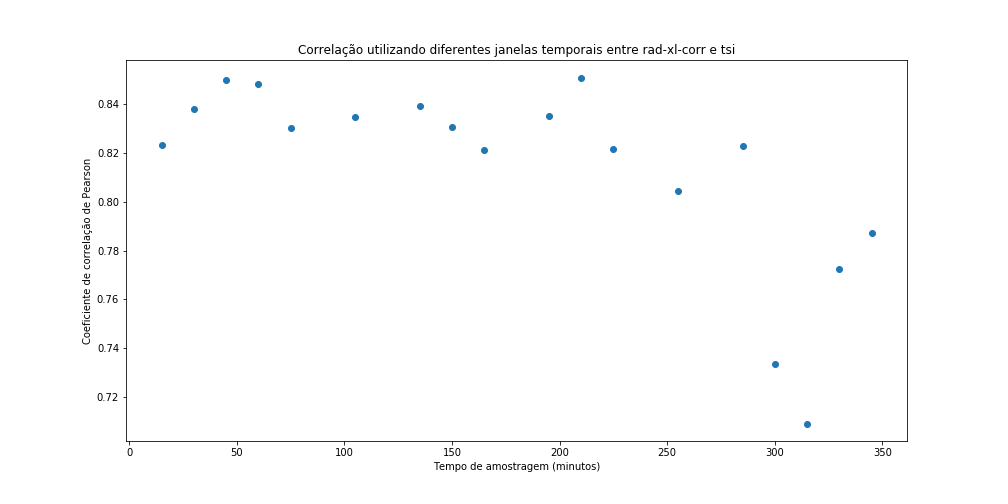 Correlação utilizando diferentes janelas temporais entre rad-xl-corr e tsi
Coeficiente de correlação de Pearson
0.84
0.82
0.80
0.78
0.76
0.74
0.72
0 50 100 150 200 250 300 350
Tempo de amostragem (minutos)